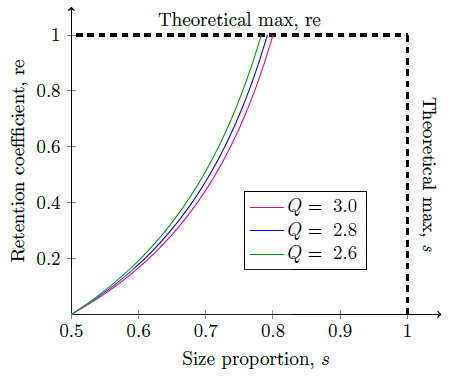 Theoretical max, re
1
0.8
0.6
0.4
0.2
Retention coeffficient, re
Q = 3.0
Q = 2.8
Q = 2.6
Theoretical max, s
0.5 0.6 0.7 0.8 0.9 1
Size proportion, s